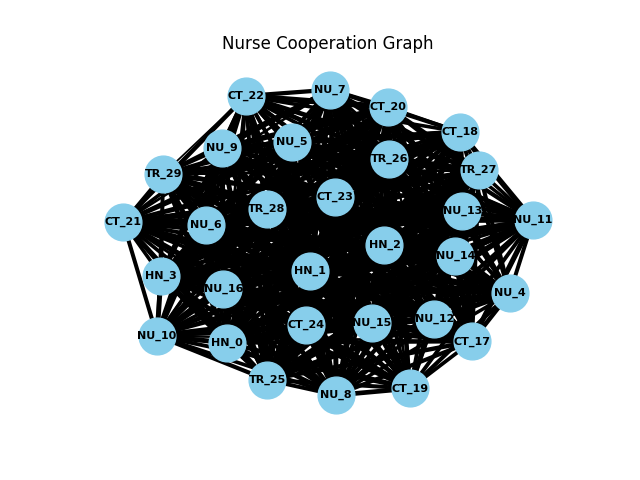 Nurse Cooperation Graph
NU_7
CT_22
CT_20
CT_18
NU_5
NU_9
TR_26
TR_27
TR_29
CT_23
TR_28
NU_13
NU_11
CT_21
NU_6
HN_2
NU_14
HN_1
HN_3
NU_16
NU_4
NU_12
NU_15
CT_24
NU_10
CT_17
HN_0
TR_25
CT_19
NU_8